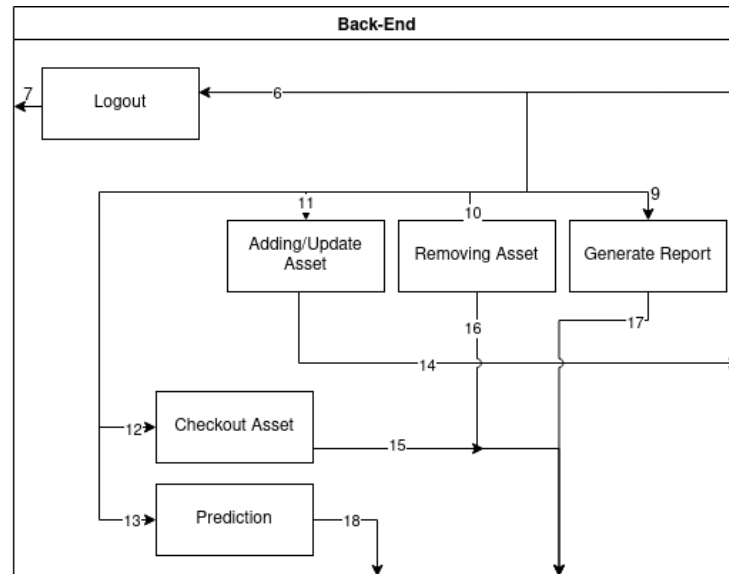 Back-End
7
Logout
6
11
10
9
Adding/Update
Asset
Removing Asset
Generate Report
16
17
14
12
Checkout Asset
15
13
Prediction
18